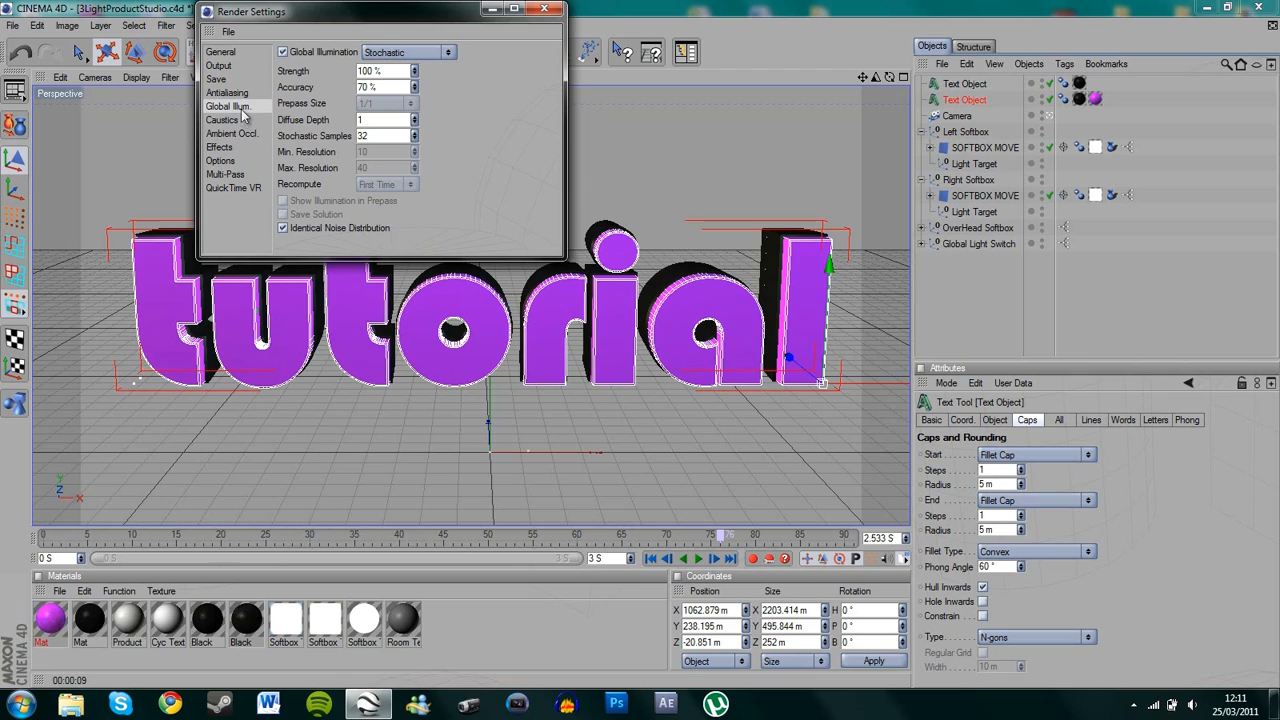 CINEMA 4D - [3LightProductStudio.c4d *
File Edit Image Layer Select Filter
Render Settings
File
General
Output
Save
Antialiasing
Global Illum.
Caustics
Ambient Occl.
Effects
Options
Multi-Pass
QuickTime VR
Global Illumination Stochastic
Strength 100 %
Accuracy 70 %
Prepass Size 1/1
Diffuse Depth 1
Stochastic Samples 32
Min. Resolution 10
Max. Resolution 40
Recompute First Time
Show Illumination in Prepass
Save Solution
Identical Noise Distribution
Edit Cameras Display Filter
Perspective
tutorial
Y
Z X
Objects Structure
File Edit View Objects Tags Bookmarks
Text Object
Text Object
Camera
Left Softbox
SOFTBOX MOVE
Light Target
Right Softbox
SOFTBOX MOVE
Light Target
OverHead Softbox
Global Light Switch
Attributes
Mode Edit User Data
Text Tool [Text Object]
Basic Coord. Object Caps All Lines Words Letters Phong
Caps and Rounding
Start Fillet Cap
Steps 1
Radius 5 m
End Fillet Cap
Steps 1
Radius 5 m
Fillet Type Convex
Phong Angle 60 °
Hull Inwards
Hole Inwards
Constrain
Type N-gons
Regular Grid
Width 10 m
0 5 10 15 20 25 30 35 40 45 50 55 60 65 70 76 80 85 90 2.533 S
0 S 0 S 3 S 3 S
Materials
File Edit Function Texture
Mat Mat Product Cyc Text Black Black Softbox Softbox Softbox Room Te
Coordinates
Position Size Rotation
X 1062.879 m X 2203.414 m H 0 °
Y 238.195 m Y 495.844 m P 0 °
Z -20.851 m Z 252 m B 0 °
Object Size Apply
00:00:09
MAXON
CINEMA 4D
W Ps AE µ
12:11
25/03/2011